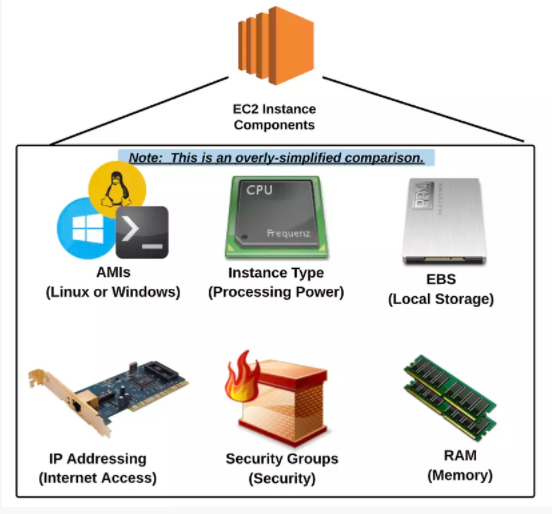 EC2 Instance
Components
Note: This is an overly-simplified comparison.
CPU
Frequenz
AMIs
(Linux or Windows)
Instance Type
(Processing Power)
EBS
(Local Storage)
IP Addressing
(Internet Access)
Security Groups
(Security)
RAM
(Memory)